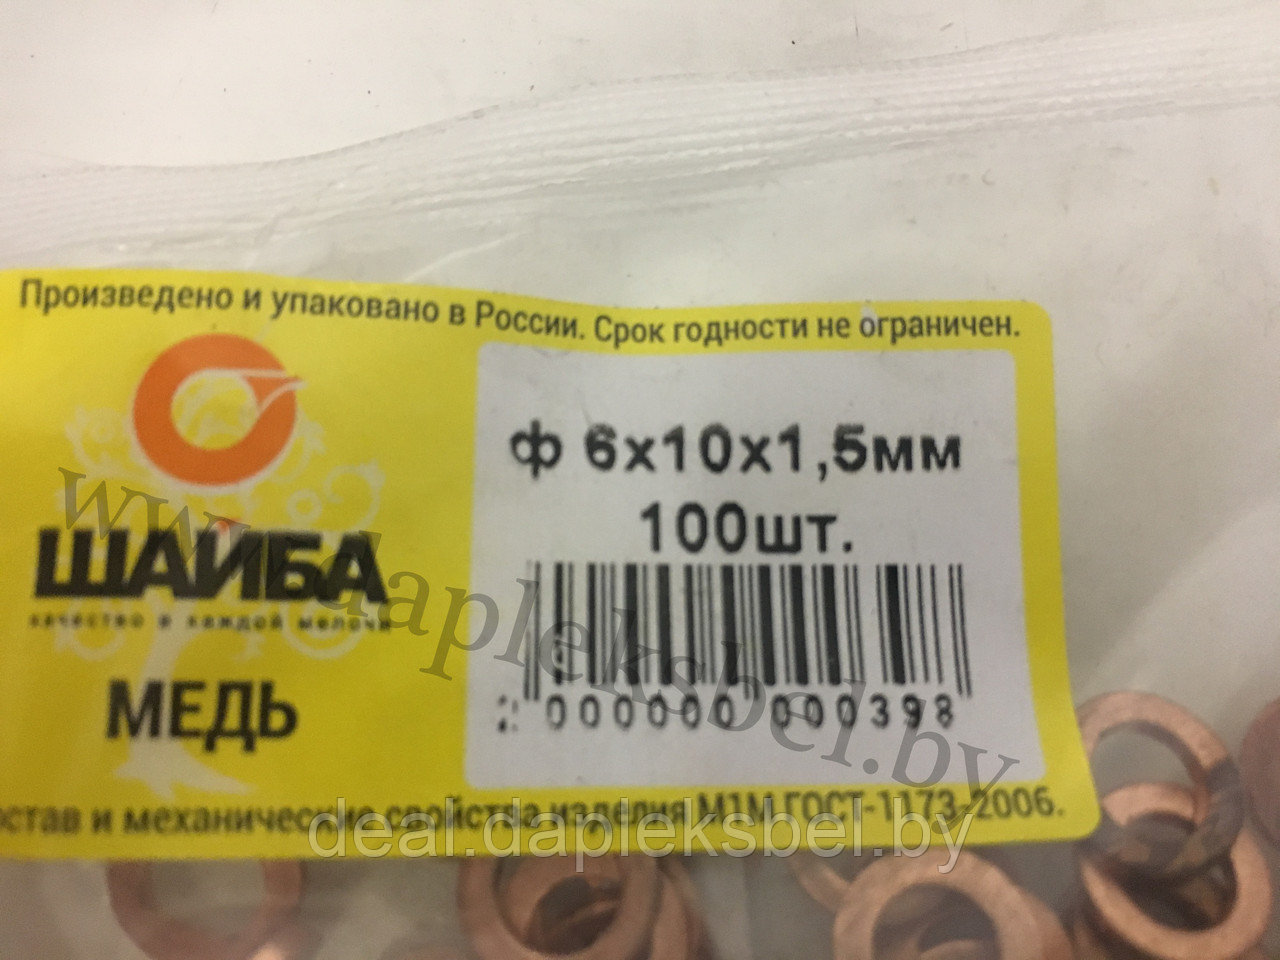 Произведено и упаковано в России. Срок годности не ограничен.
ф 6х10х1,5мм
100шт.
ШАЙБА
качество в каждой мелочи
МЕДЬ
2 000000 000398
остав и механические свойства изделия М1М ГОСТ-1173-2006.
www.dapleksbel.by
deal.dapleksbel.by